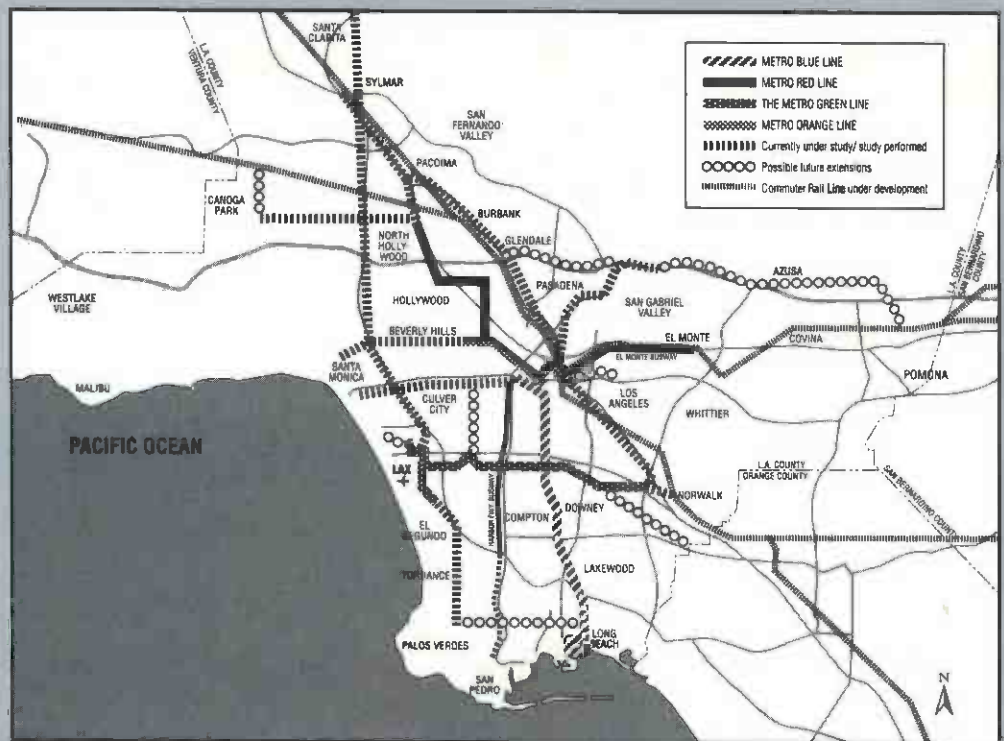 SANTA
CLARITA
L.A. COUNTY
VENTURA COUNTY
SYLMAR
SAN
FERNANDO
VALLEY
METRO BLUE LINE
METRO RED LINE
THE METRO GREEN LINE
METRO ORANGE LINE
Currently under study/ study performed
Possible future extensions
Commuter Rail Line under development
PACOIMA
CANOGA
PARK
BURBANK
NORTH
HOLLY-
WOOD
GLENDALE
AZUSA
L.A. COUNTY
SAN BERNARDINO
COUNTY
PASADENA
WESTLAKE
VILLAGE
HOLLYWOOD
SAN GABRIEL
VALLEY
BEVERLY HILLS
EL MONTE
COVINA
EL MONTE BUSWAY
SANTA
MONICA
POMONA
MALIBU
CULVER
CITY
LOS
ANGELES
WHITTIER
PACIFIC OCEAN
LAX
L.A. COUNTY
ORANGE COUNTY
SAN BERNARDINO COUNTY
NORWALK
HARBOR FWY BUSWAY
COMPTON
DOWNEY
EL
SEGUNDO
TORRANCE
LAKEWOOD
PALOS VERDES
LONG
BEACH
SAN
PEDRO
N